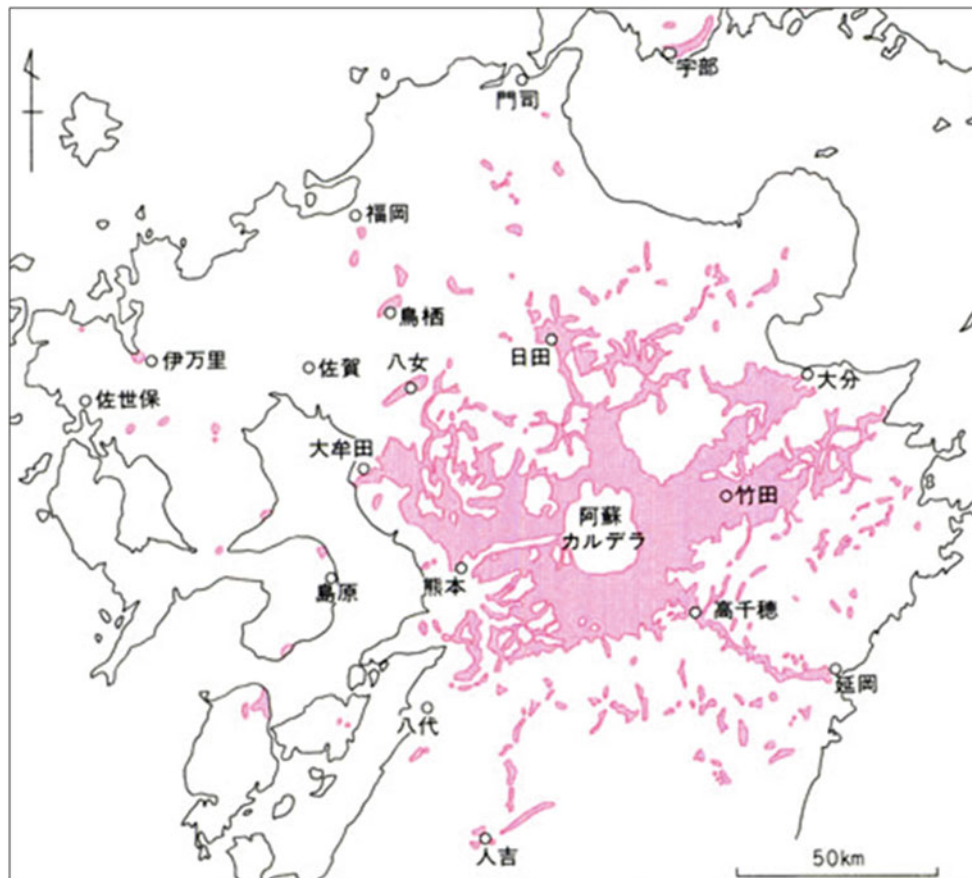 宇部
門司
福岡
鳥栖
日田
伊万里
佐賀
八女
大分
佐世保
大牟田
竹田
阿蘇
カルデラ
熊本
島原
高千穂
延岡
八代
人吉
50km